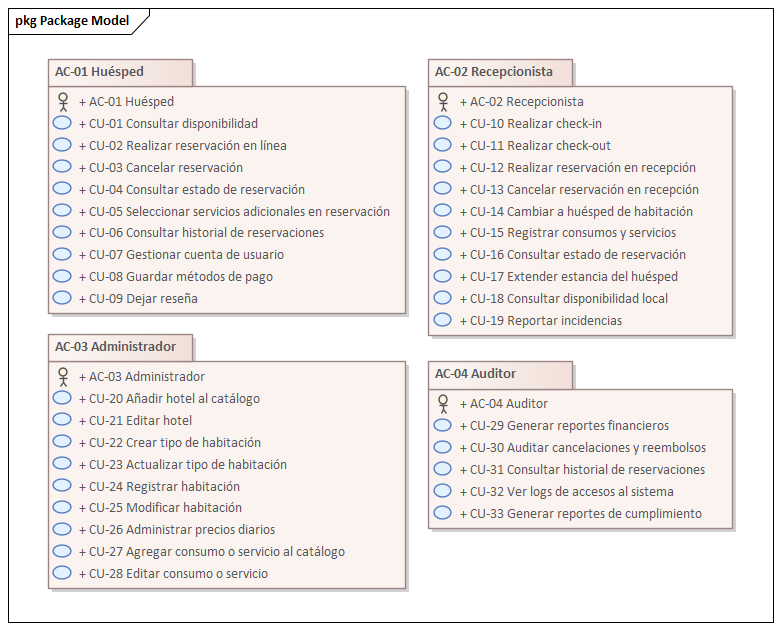 pkg Package Model
AC-01 Huésped
+ AC-01 Huésped
+ CU-01 Consultar disponibilidad
+ CU-02 Realizar reservación en línea
+ CU-03 Cancelar reservación
+ CU-04 Consultar estado de reservación
+ CU-05 Seleccionar servicios adicionales en reservación
+ CU-06 Consultar historial de reservaciones
+ CU-07 Gestionar cuenta de usuario
+ CU-08 Guardar métodos de pago
+ CU-09 Dejar reseña
AC-02 Recepcionista
+ AC-02 Recepcionista
+ CU-10 Realizar check-in
+ CU-11 Realizar check-out
+ CU-12 Realizar reservación en recepción
+ CU-13 Cancelar reservación en recepción
+ CU-14 Cambiar a huésped de habitación
+ CU-15 Registrar consumos y servicios
+ CU-16 Consultar estado de reservación
+ CU-17 Extender estancia del huésped
+ CU-18 Consultar disponibilidad local
+ CU-19 Reportar incidencias
AC-03 Administrador
+ AC-03 Administrador
+ CU-20 Añadir hotel al catálogo
+ CU-21 Editar hotel
+ CU-22 Crear tipo de habitación
+ CU-23 Actualizar tipo de habitación
+ CU-24 Registrar habitación
+ CU-25 Modificar habitación
+ CU-26 Administrar precios diarios
+ CU-27 Agregar consumo o servicio al catálogo
+ CU-28 Editar consumo o servicio
AC-04 Auditor
+ AC-04 Auditor
+ CU-29 Generar reportes financieros
+ CU-30 Auditar cancelaciones y reembolsos
+ CU-31 Consultar historial de reservaciones
+ CU-32 Ver logs de accesos al sistema
+ CU-33 Generar reportes de cumplimiento